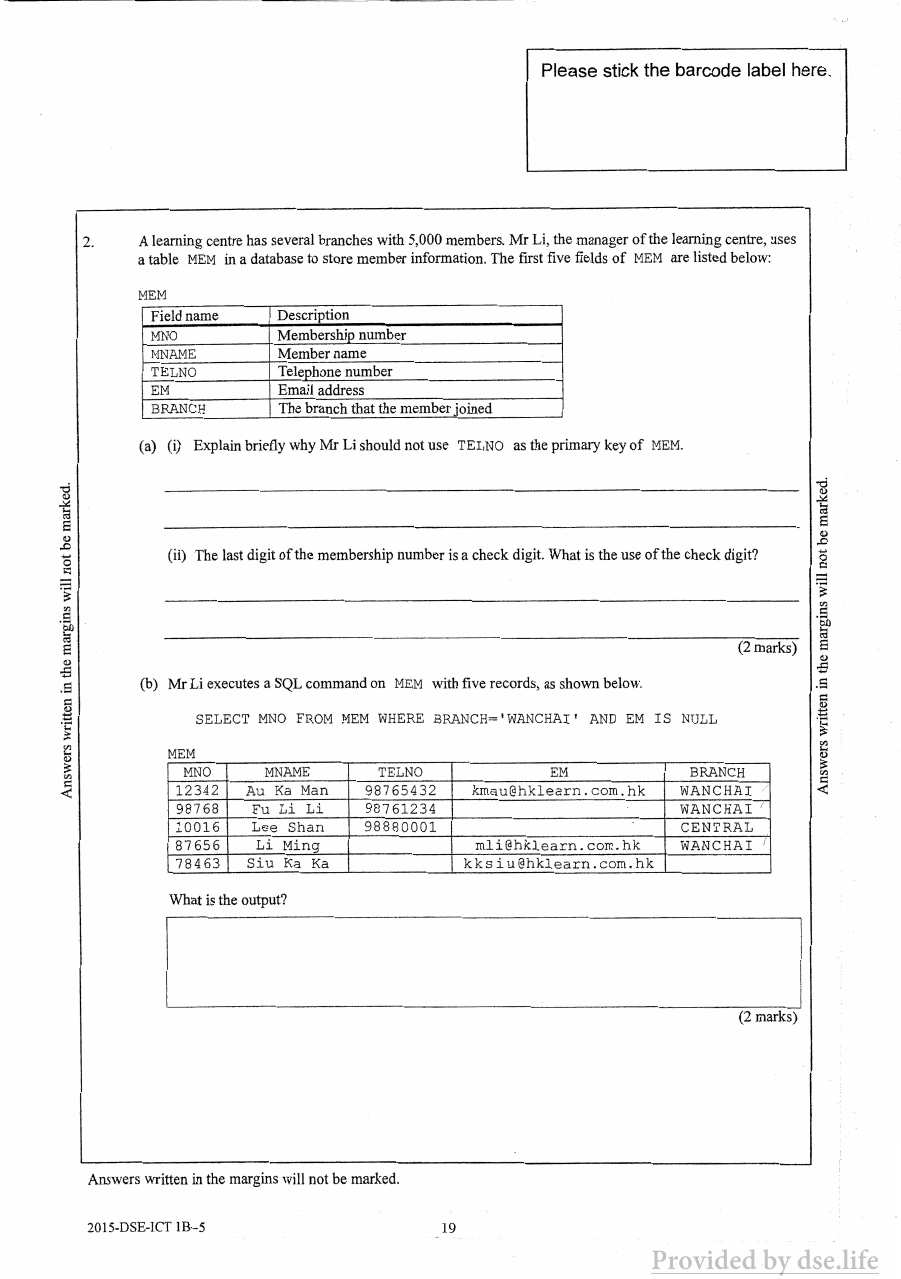 Please stick the barcode label here.
2. A learning centre has several branches with 5,000 members. Mr Li, the manager of the learning centre, uses
a table MEM in a database to store member information. The first five fields of MEM are listed below:
MEM
Field name Description
MNO Membership number
MNAME Member name
TELNO Telephone number
EM Email address
BRANCH The branch that the member joined
(a) (i) Explain briefly why Mr Li should not use TELNO as the primary key of MEM.
(ii) The last digit of the membership number is a check digit. What is the use of the check digit?
(2 marks)
(b) Mr Li executes a SQL command on MEM with five records, as shown below.
SELECT MNO FROM MEM WHERE BRANCH='WANCHAI' AND EM IS NULL
MEM
MNO MNAME TELNO EM BRANCH
12342 Au Ka Man 98765432 kmau@hklearn.com.hk WANCHAI
98768 Fu Li Li 98761234 WANCHAI
10016 Lee Shan 98880001 CENTRAL
87656 Li Ming mli@hklearn.com.hk WANCHAI
78463 Siu Ka Ka kksiu@hklearn.com.hk
What is the output?
(2 marks)
Answers written in the margins will not be marked.
Answers written in the margins will not be marked.
Answers written in the margins will not be marked.
2015-DSE-ICT 1B–5
19
Provided by dse.life